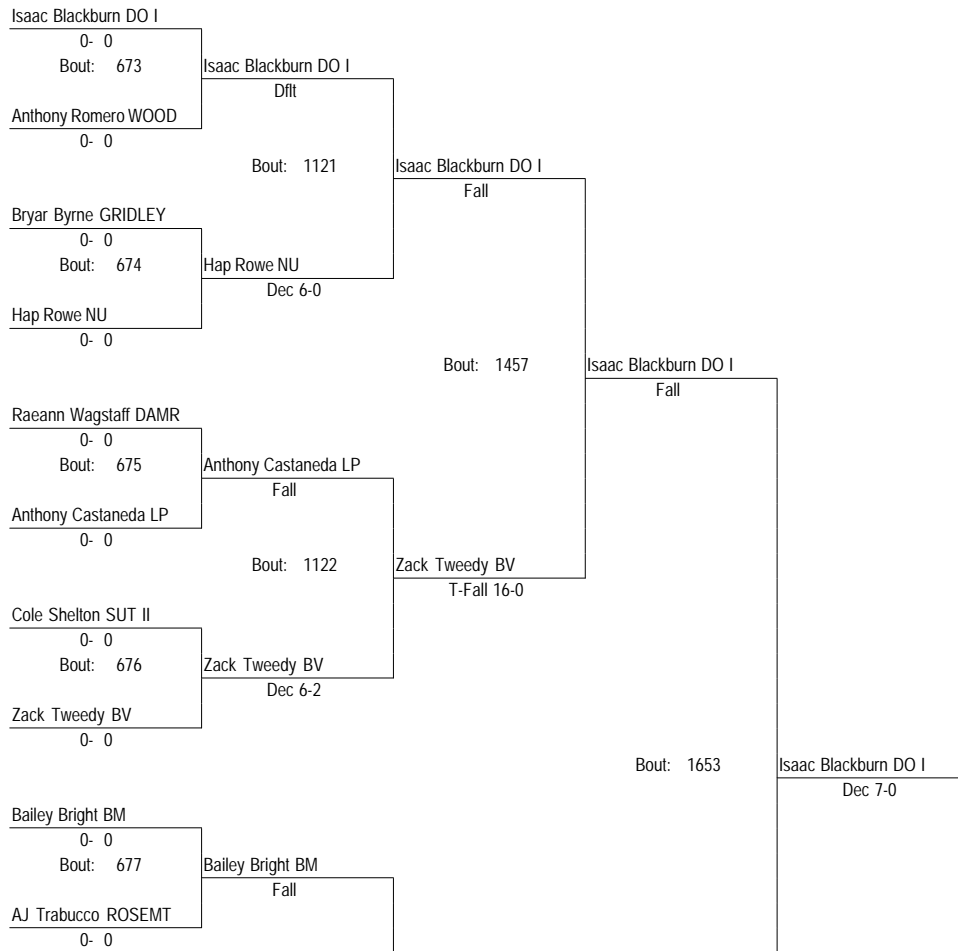 Isaac Blackburn DO I
0- 0
Bout: 673
Isaac Blackburn DO I
Dflt
Anthony Romero WOOD
0- 0
Bout: 1121
Isaac Blackburn DO I
Fall
Bryar Byrne GRIDLEY
0- 0
Bout: 674
Hap Rowe NU
Dec 6-0
Hap Rowe NU
0- 0
Bout: 1457
Isaac Blackburn DO I
Fall
Raeann Wagstaff DAMR
0- 0
Bout: 675
Anthony Castaneda LP
Fall
Anthony Castaneda LP
0- 0
Bout: 1122
Zack Tweedy BV
T-Fall 16-0
Cole Shelton SUT II
0- 0
Bout: 676
Zack Tweedy BV
Dec 6-2
Zack Tweedy BV
0- 0
Bout: 1653
Isaac Blackburn DO I
Dec 7-0
Bailey Bright BM
0- 0
Bout: 677
Bailey Bright BM
Fall
AJ Trabucco ROSEMT
0- 0